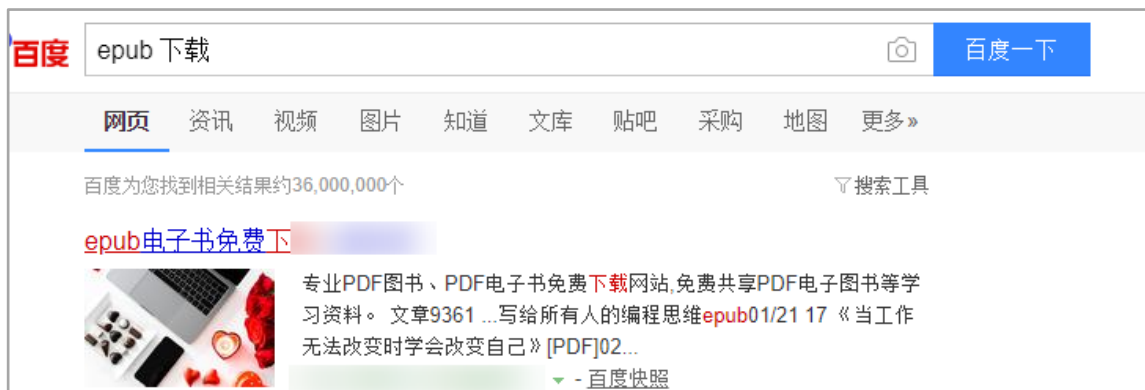 百度
epub 下载
百度一下
网页 资讯 视频 图片 知道 文库 贴吧 采购 地图 更多»
百度为您找到相关结果约36,000,000个
搜索工具
epub电子书免费下
专业PDF图书、PDF电子书免费下载网站,免费共享PDF电子图书等学
习资料。 文章9361 ...写给所有人的编程思维epub01/21 17 《当工作
无法改变时学会改变自己》[PDF]02...
- 百度快照